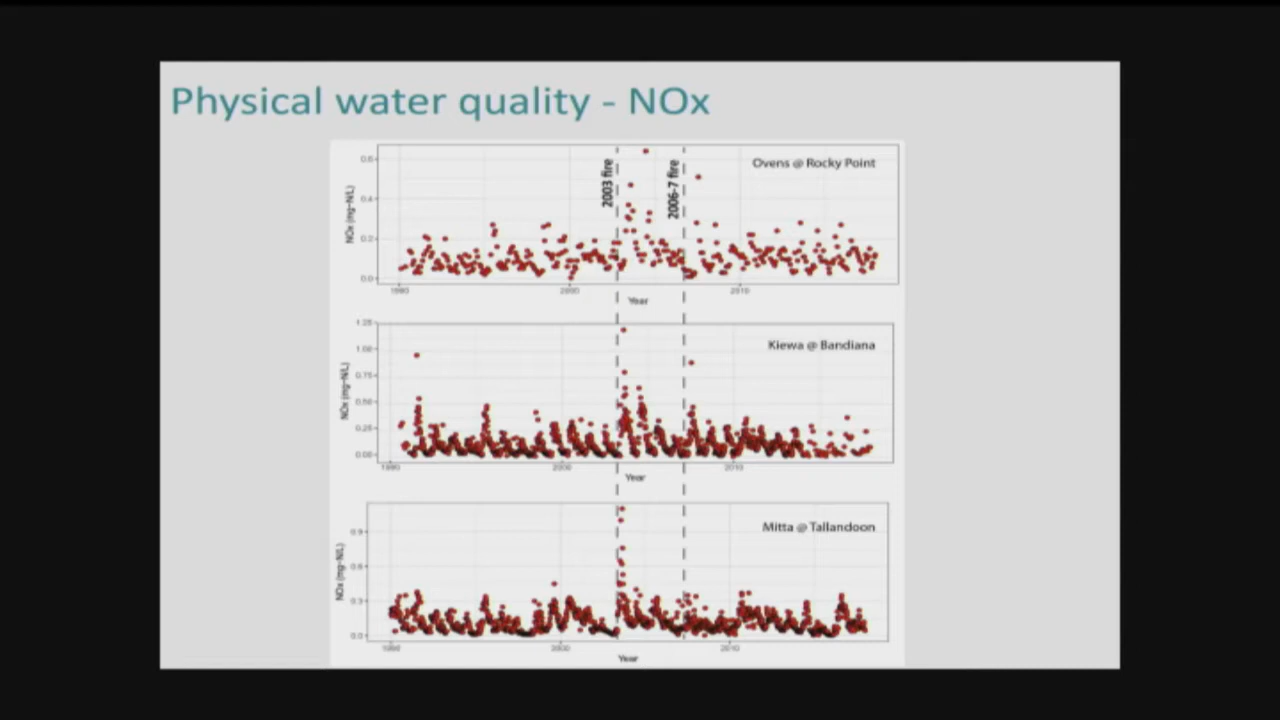 Physical water quality - NOx
Ovens @ Rocky Point
2003 fire
2006-7 fire
NOx (mg-N/L)
0.6
0.4
0.2
0.0
1990
2000
2010
Year
Kiewa @ Bandiana
NOx (mg-N/L)
1.25
1.00
0.75
0.50
0.25
0.00
1990
2000
2010
Year
Mitta @ Tallandoon
NOx (mg-N/L)
0.9
0.6
0.3
0.0
1990
2000
2010
Year